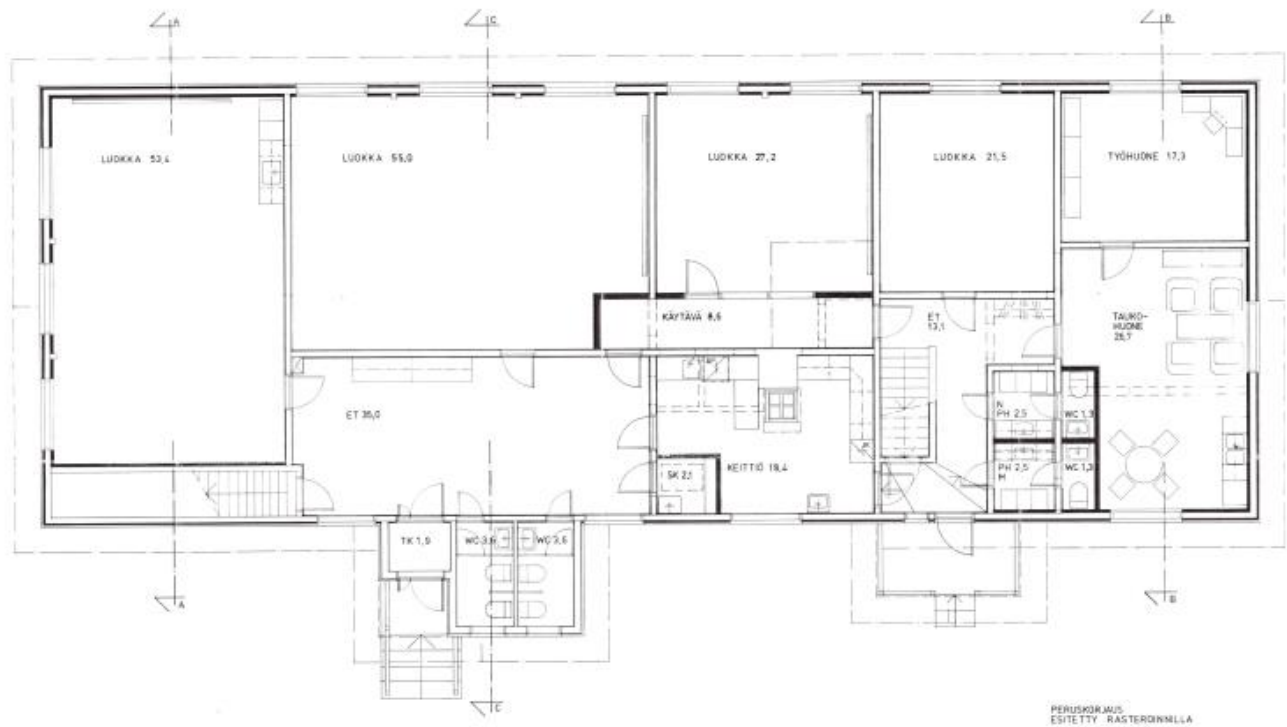 A
C
B
LUOKKA 53,4
LUOKKA 55,0
LUOKKA 27,2
LUOKKA 21,5
TYÖHUONE 17,3
KÄYTÄVÄ 8,6
ET
13,1
TAUKO-
HUONE
26,7
ET 35,0
N
PH 2,5
WC 1,3
KEITTIÖ 19,4
SK 2,1
PH 2,5
M
WC 1,3
TK 1,9
WC 3,6
WC 3,6
A
B
C
PERUSKORJAUS
ESITETTY RASTEROINNILLA